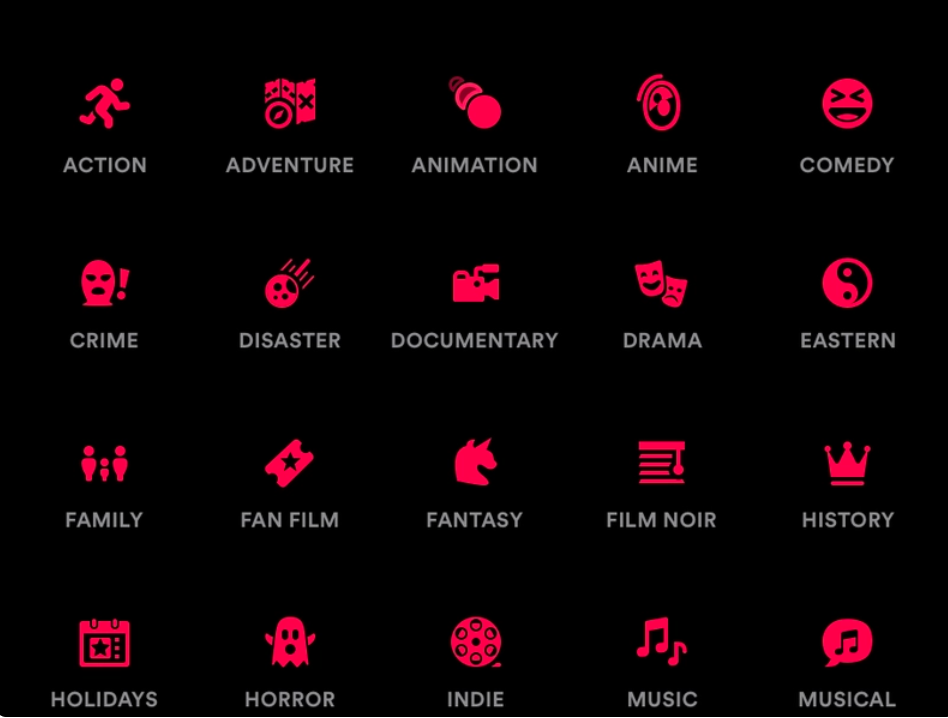 ACTION
ADVENTURE
ANIMATION
ANIME
COMEDY
CRIME
DISASTER
DOCUMENTARY
DRAMA
EASTERN
FAMILY
FAN FILM
FANTASY
FILM NOIR
HISTORY
HOLIDAYS
HORROR
INDIE
MUSIC
MUSICAL